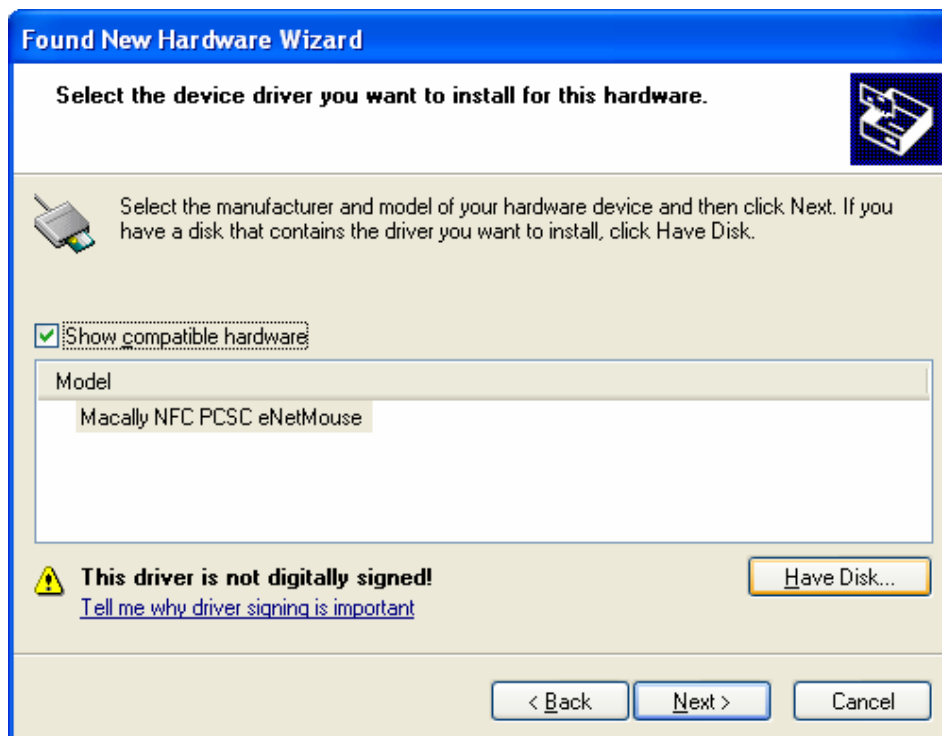 Found New Hardware Wizard
Select the device driver you want to install for this hardware.
Select the manufacturer and model of your hardware device and then click Next. If you
have a disk that contains the driver you want to install, click Have Disk.
Show compatible hardware
Model
Macally NFC PCSC eNetMouse
This driver is not digitally signed!
Have Disk...
Tell me why driver signing is important
< Back
Next >
Cancel